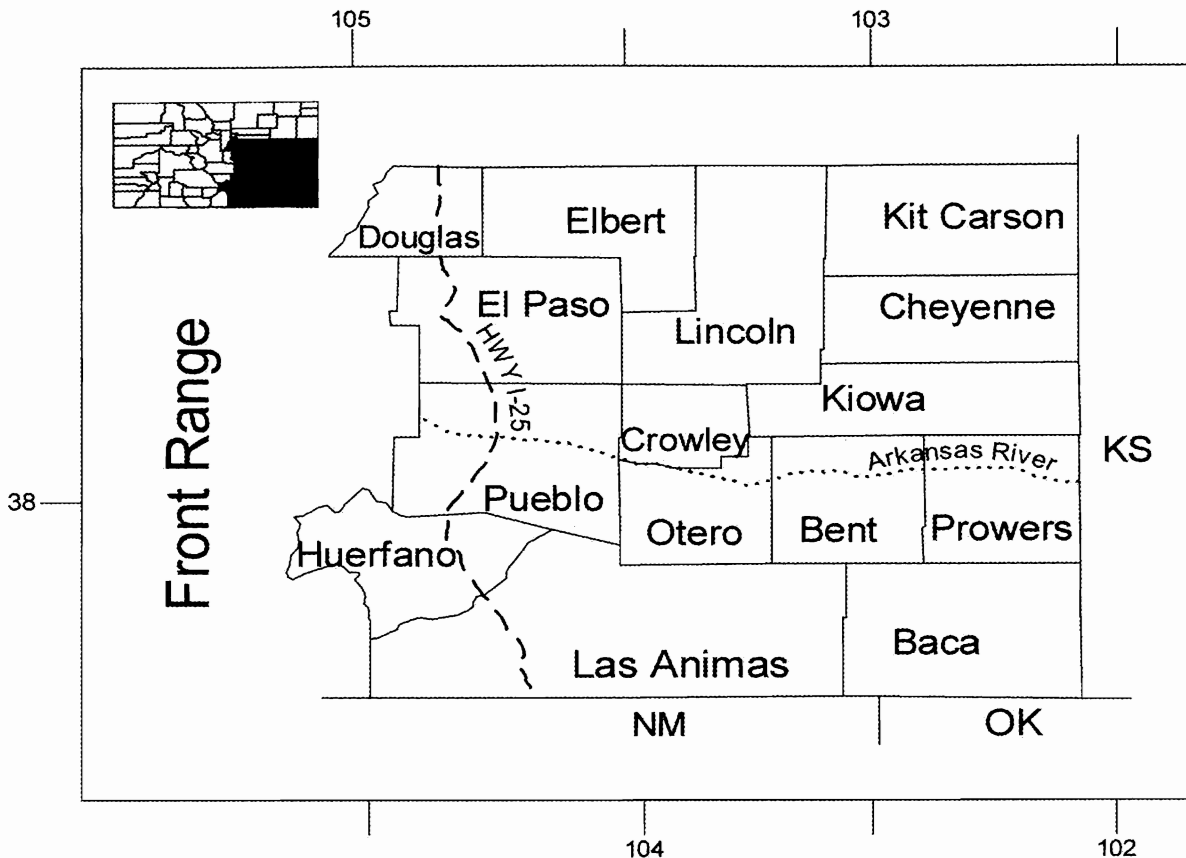 105
103
Douglas
Elbert
Kit Carson
El Paso
Cheyenne
Lincoln
HWY I-25
Front Range
Kiowa
Crowley
Arkansas River
KS
38
Pueblo
Otero
Bent
Prowers
Huerfano
Las Animas
Baca
NM
OK
104
102